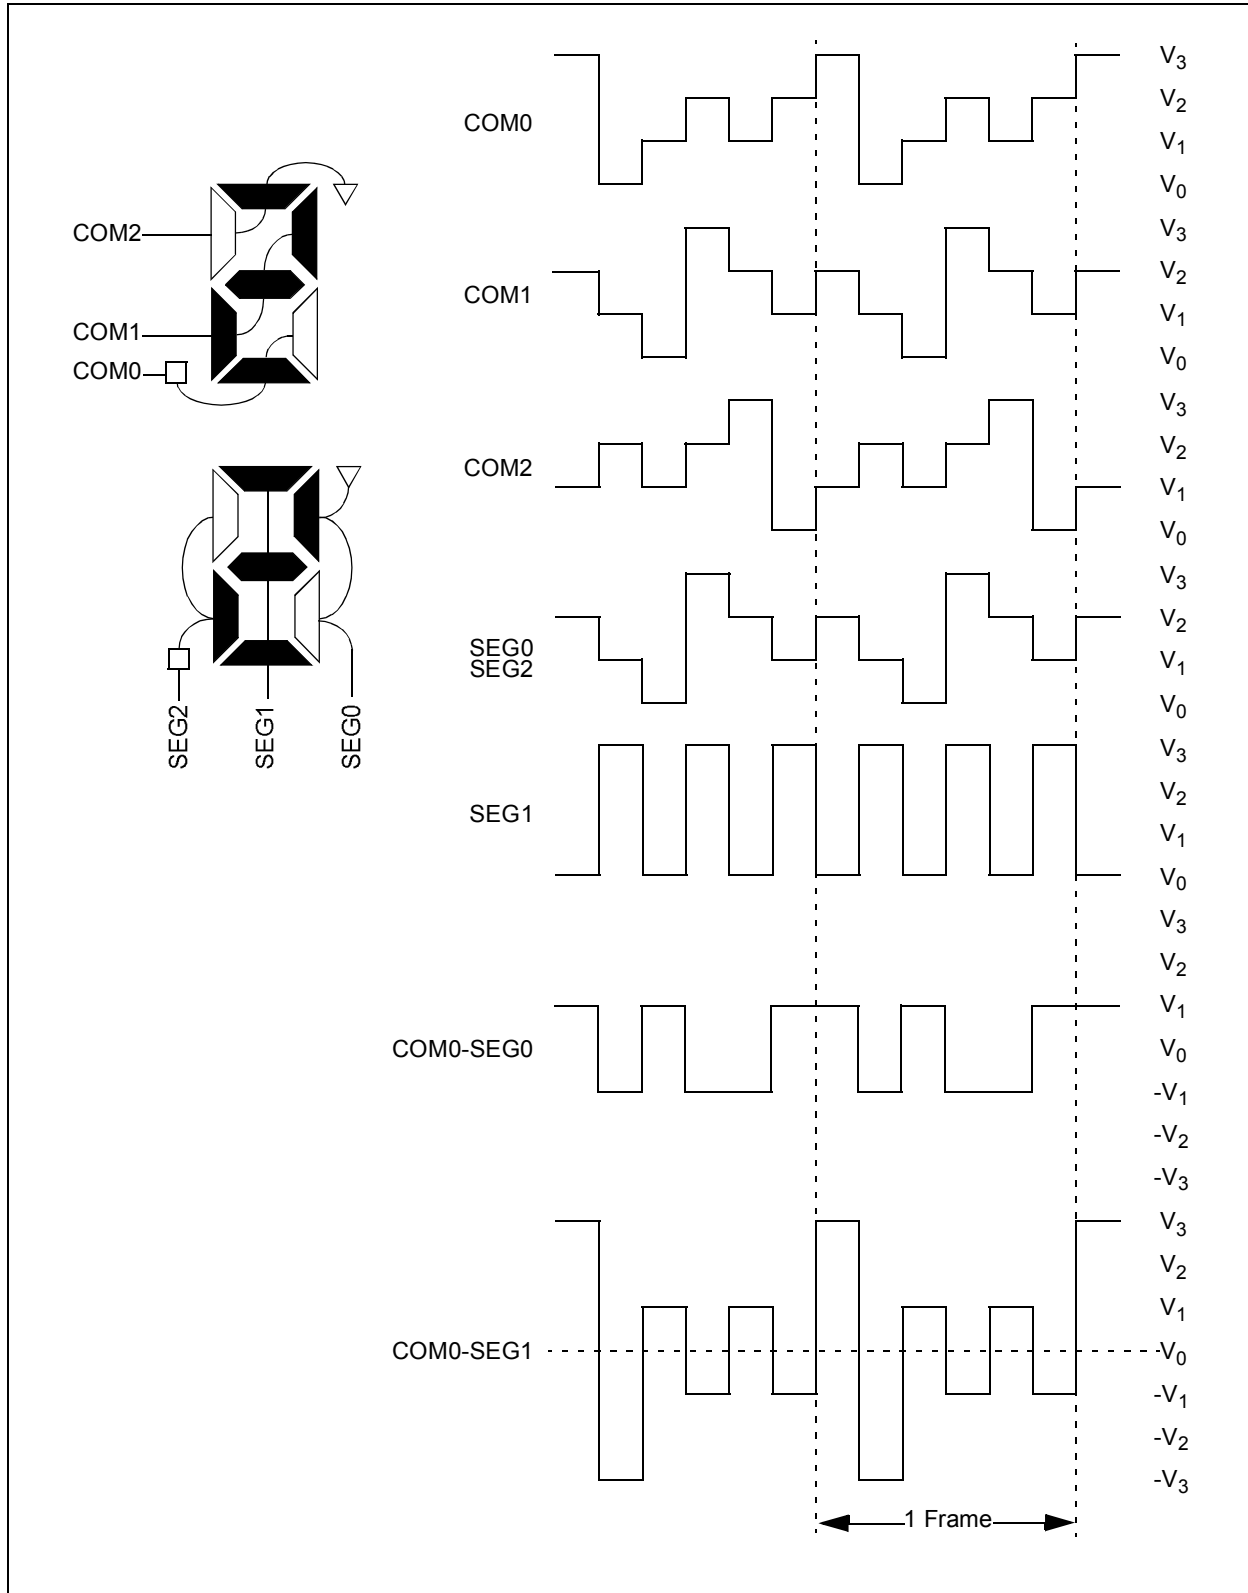 COM0
V3
V2
V1
V0
COM2
COM1
COM0
COM1
V3
V2
V1
V0
COM2
V3
V2
V1
V0
SEG2
SEG1
SEG0
SEG0
SEG2
V3
V2
V1
V0
SEG1
V3
V2
V1
V0
COM0-SEG0
V3
V2
V1
V0
-V1
-V2
-V3
COM0-SEG1
V3
V2
V1
V0
-V1
-V2
-V3
1 Frame